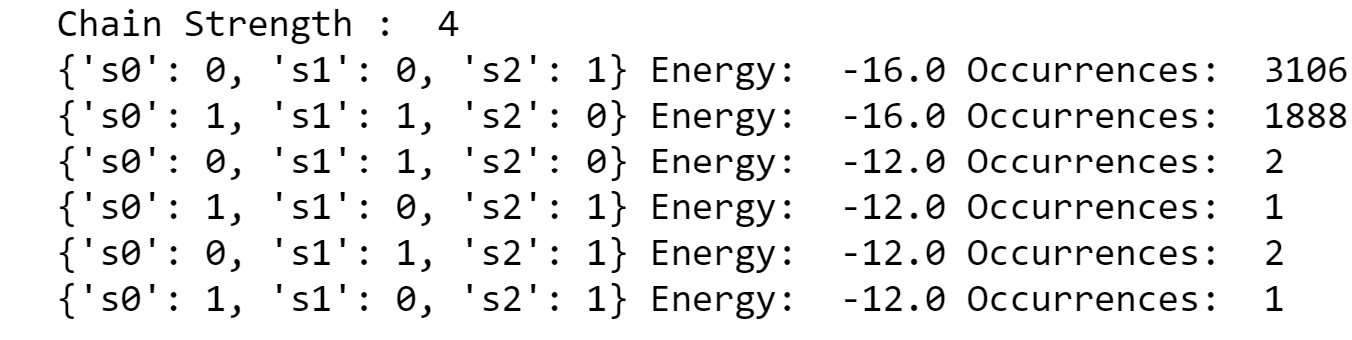 Chain Strength :  4
{'s0': 0, 's1': 0, 's2': 1} Energy:  -16.0 Occurrences:  3106
{'s0': 1, 's1': 1, 's2': 0} Energy:  -16.0 Occurrences:  1888
{'s0': 0, 's1': 1, 's2': 0} Energy:  -12.0 Occurrences:  2
{'s0': 1, 's1': 0, 's2': 1} Energy:  -12.0 Occurrences:  1
{'s0': 0, 's1': 1, 's2': 1} Energy:  -12.0 Occurrences:  2
{'s0': 1, 's1': 0, 's2': 1} Energy:  -12.0 Occurrences:  1